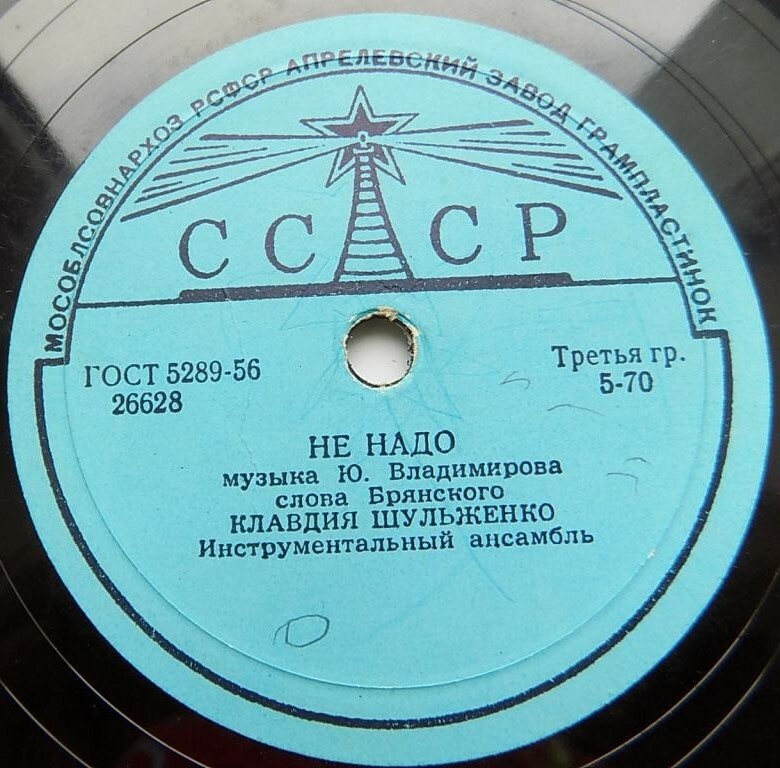 МОСОБЛСОВНАРХОЗ РСФСР АПРЕЛЕВСКИЙ ЗАВОД ГРАМПЛАСТИНОК
СССР
ГОСТ 5289-56
26628
Третья гр.
5-70
НЕ НАДО
музыка Ю. Владимирова
слова Брянского
КЛАВДИЯ ШУЛЬЖЕНКО
Инструментальный ансамбль